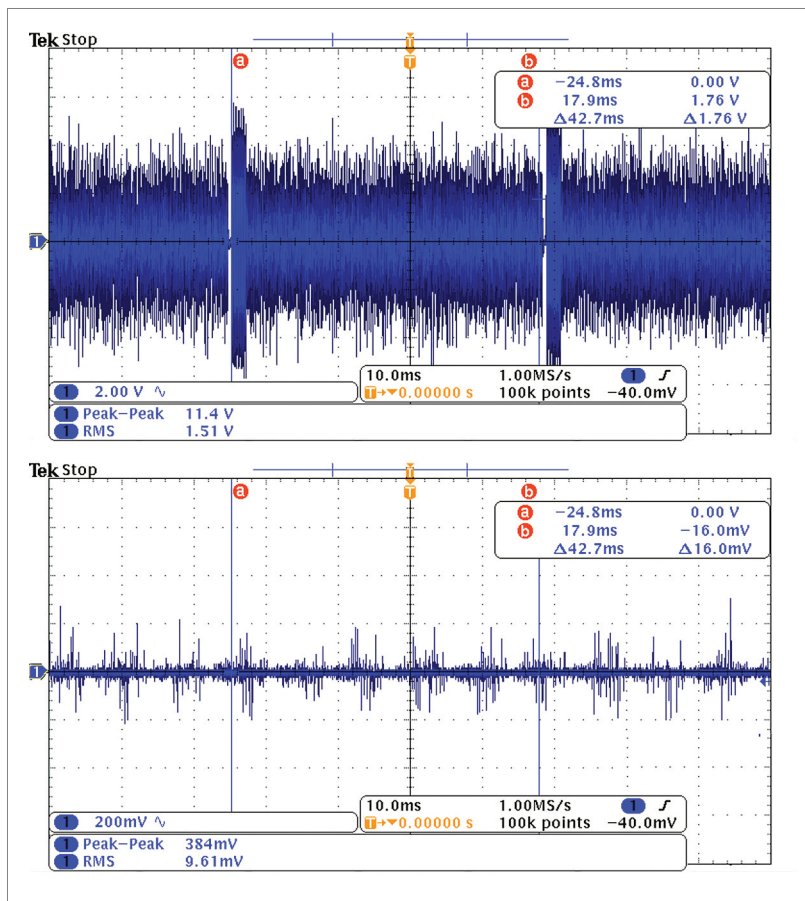 Tek Stop
T
T
a
b
a −24.8ms 0.00 V
b 17.9ms 1.76 V
Δ42.7ms Δ1.76 V
1
1 2.00 V ∿
10.0ms 1.00MS/s 1 ƒ
T→▼0.00000 s 100k points −40.0mV
1 Peak−Peak 11.4 V
1 RMS 1.51 V
Tek Stop
T
T
a
b
a −24.8ms 0.00 V
b 17.9ms −16.0mV
Δ42.7ms Δ16.0mV
1
1 200mV ∿
10.0ms 1.00MS/s 1 ƒ
T→▼0.00000 s 100k points −40.0mV
1 Peak−Peak 384mV
1 RMS 9.61mV